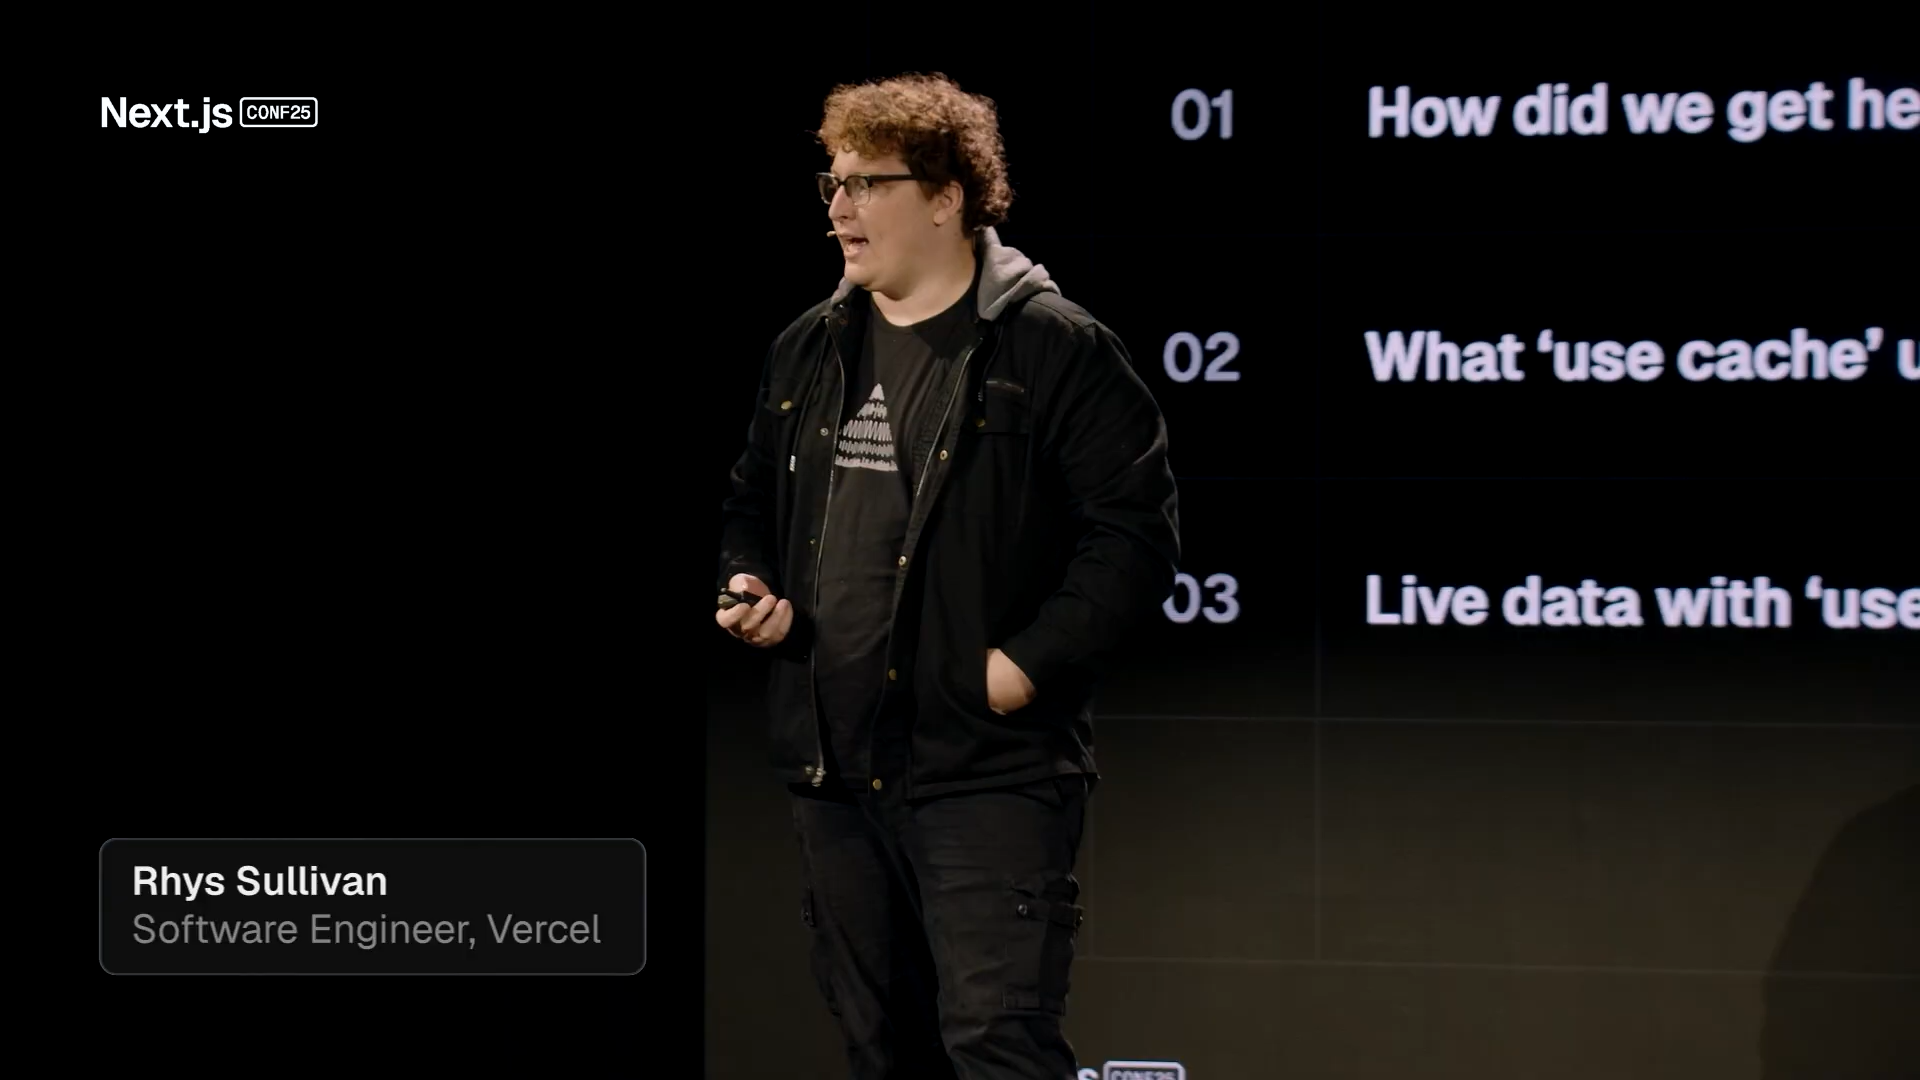 Next.js CONF25
01 How did we get he
02 What ‘use cache’ u
03 Live data with ‘use
Rhys Sullivan
Software Engineer, Vercel
s CONF25